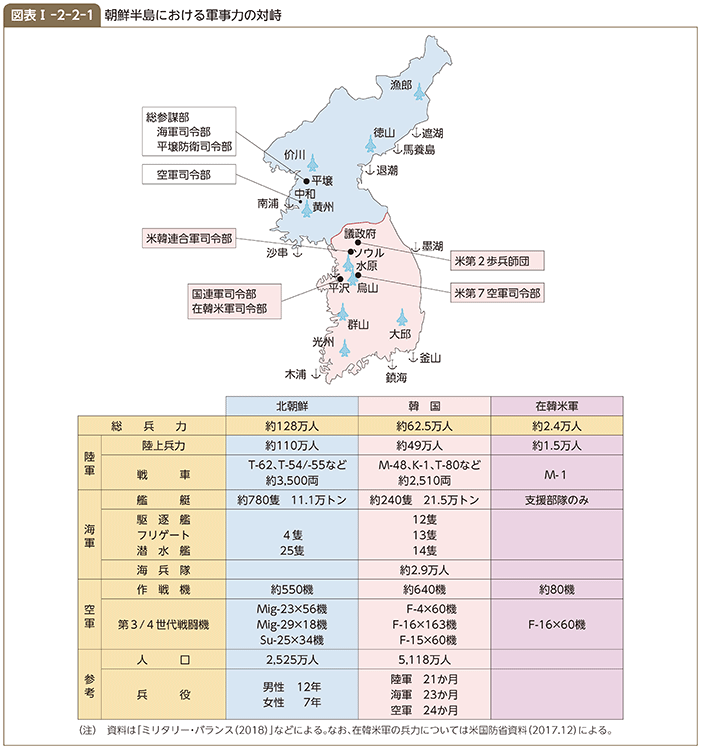 図表Ⅰ-2-2-1 朝鮮半島における軍事力の対峙
漁郎
総参謀部
海軍司令部
平壌防衛司令部
徳山
遮湖
馬養島
价川
退潮
空軍司令部
平壌
中和
南浦
黄州
議政府
米韓連合軍司令部
沙串
ソウル
墨湖
米第2歩兵師団
水原
国連軍司令部
在韓米軍司令部
平沢
烏山
米第7空軍司令部
群山
光州
大邱
釜山
木浦
鎮海
北朝鮮 韓国 在韓米軍
総兵力 約128万人 約62.5万人 約2.4万人
陸軍 陸上兵力 約110万人 約49万人 約1.5万人
戦車 T-62、T-54/-55など M-48、K-1、T-80など M-1
約3,500両 約2,510両
海軍 艦艇 約780隻 11.1万トン 約240隻 21.5万トン 支援部隊のみ
駆逐艦 12隻
フリゲート 4隻 13隻
潜水艦 25隻 14隻
海兵隊 約2.9万人
空軍 作戦機 約550機 約640機 約80機
第3/4世代戦闘機 Mig-23×56機 F-4×60機
Mig-29×18機 F-16×163機 F-16×60機
Su-25×34機 F-15×60機
参考 人口 2,525万人 5,118万人
兵役 男性 12年 陸軍 21か月
女性 7年 海軍 23か月
空軍 24か月
(注) 資料は「ミリタリー・バランス(2018)」などによる。なお、在韓米軍の兵力については米国防省資料(2017.12)による。